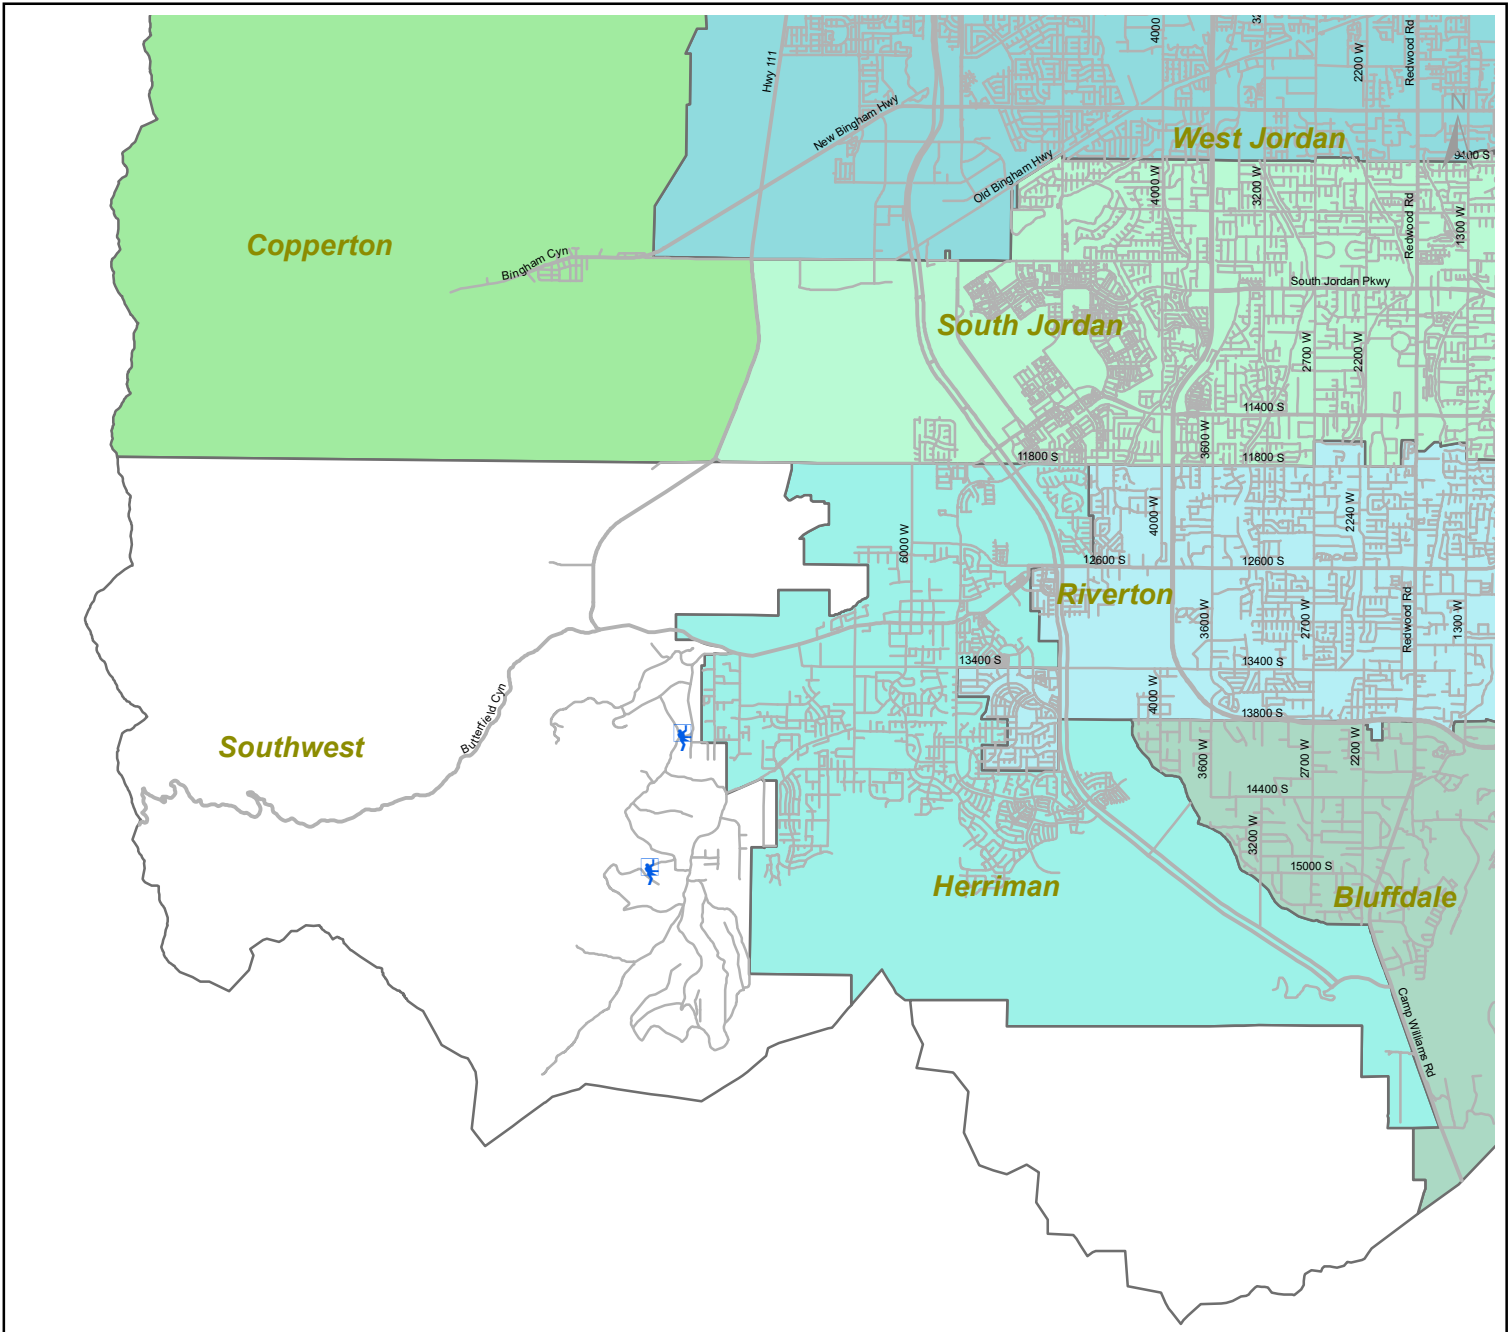 4000
32
2200 W
Redwood Rd
Hwy 111
New Bingham Hwy
N
West Jordan
9400 S
Old Bingham Hwy
4000 W
3200 W
Redwood Rd
1300 W
Copperton
Bingham Cyn
South Jordan Pkwy
South Jordan
2700 W
2200 W
11400 S
3600 W
11800 S
11800 S
6000 W
4000 W
2240 W
12600 S
12600 S
Riverton
3600 W
2700 W
Redwood Rd
1300 W
13400 S
13400 S
4000 W
13800 S
Butterfield Cyn
Southwest
3600 W
2700 W
2200 W
14400 S
3200 W
15000 S
Herriman
Bluffdale
Camp Williams Rd